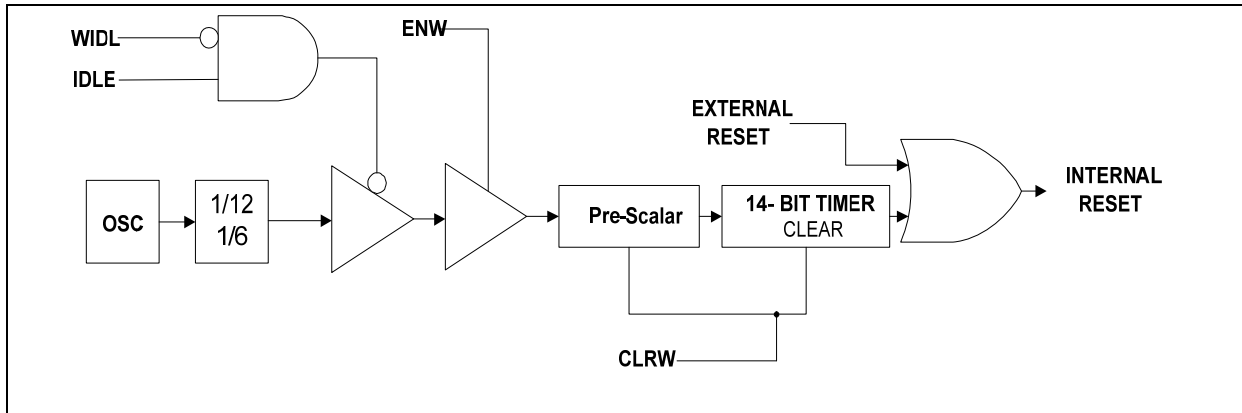 WIDL
IDLE
ENW
EXTERNAL
RESET
INTERNAL
RESET
OSC
1/12
1/6
Pre-Scalar
14- BIT TIMER
CLEAR
CLRW